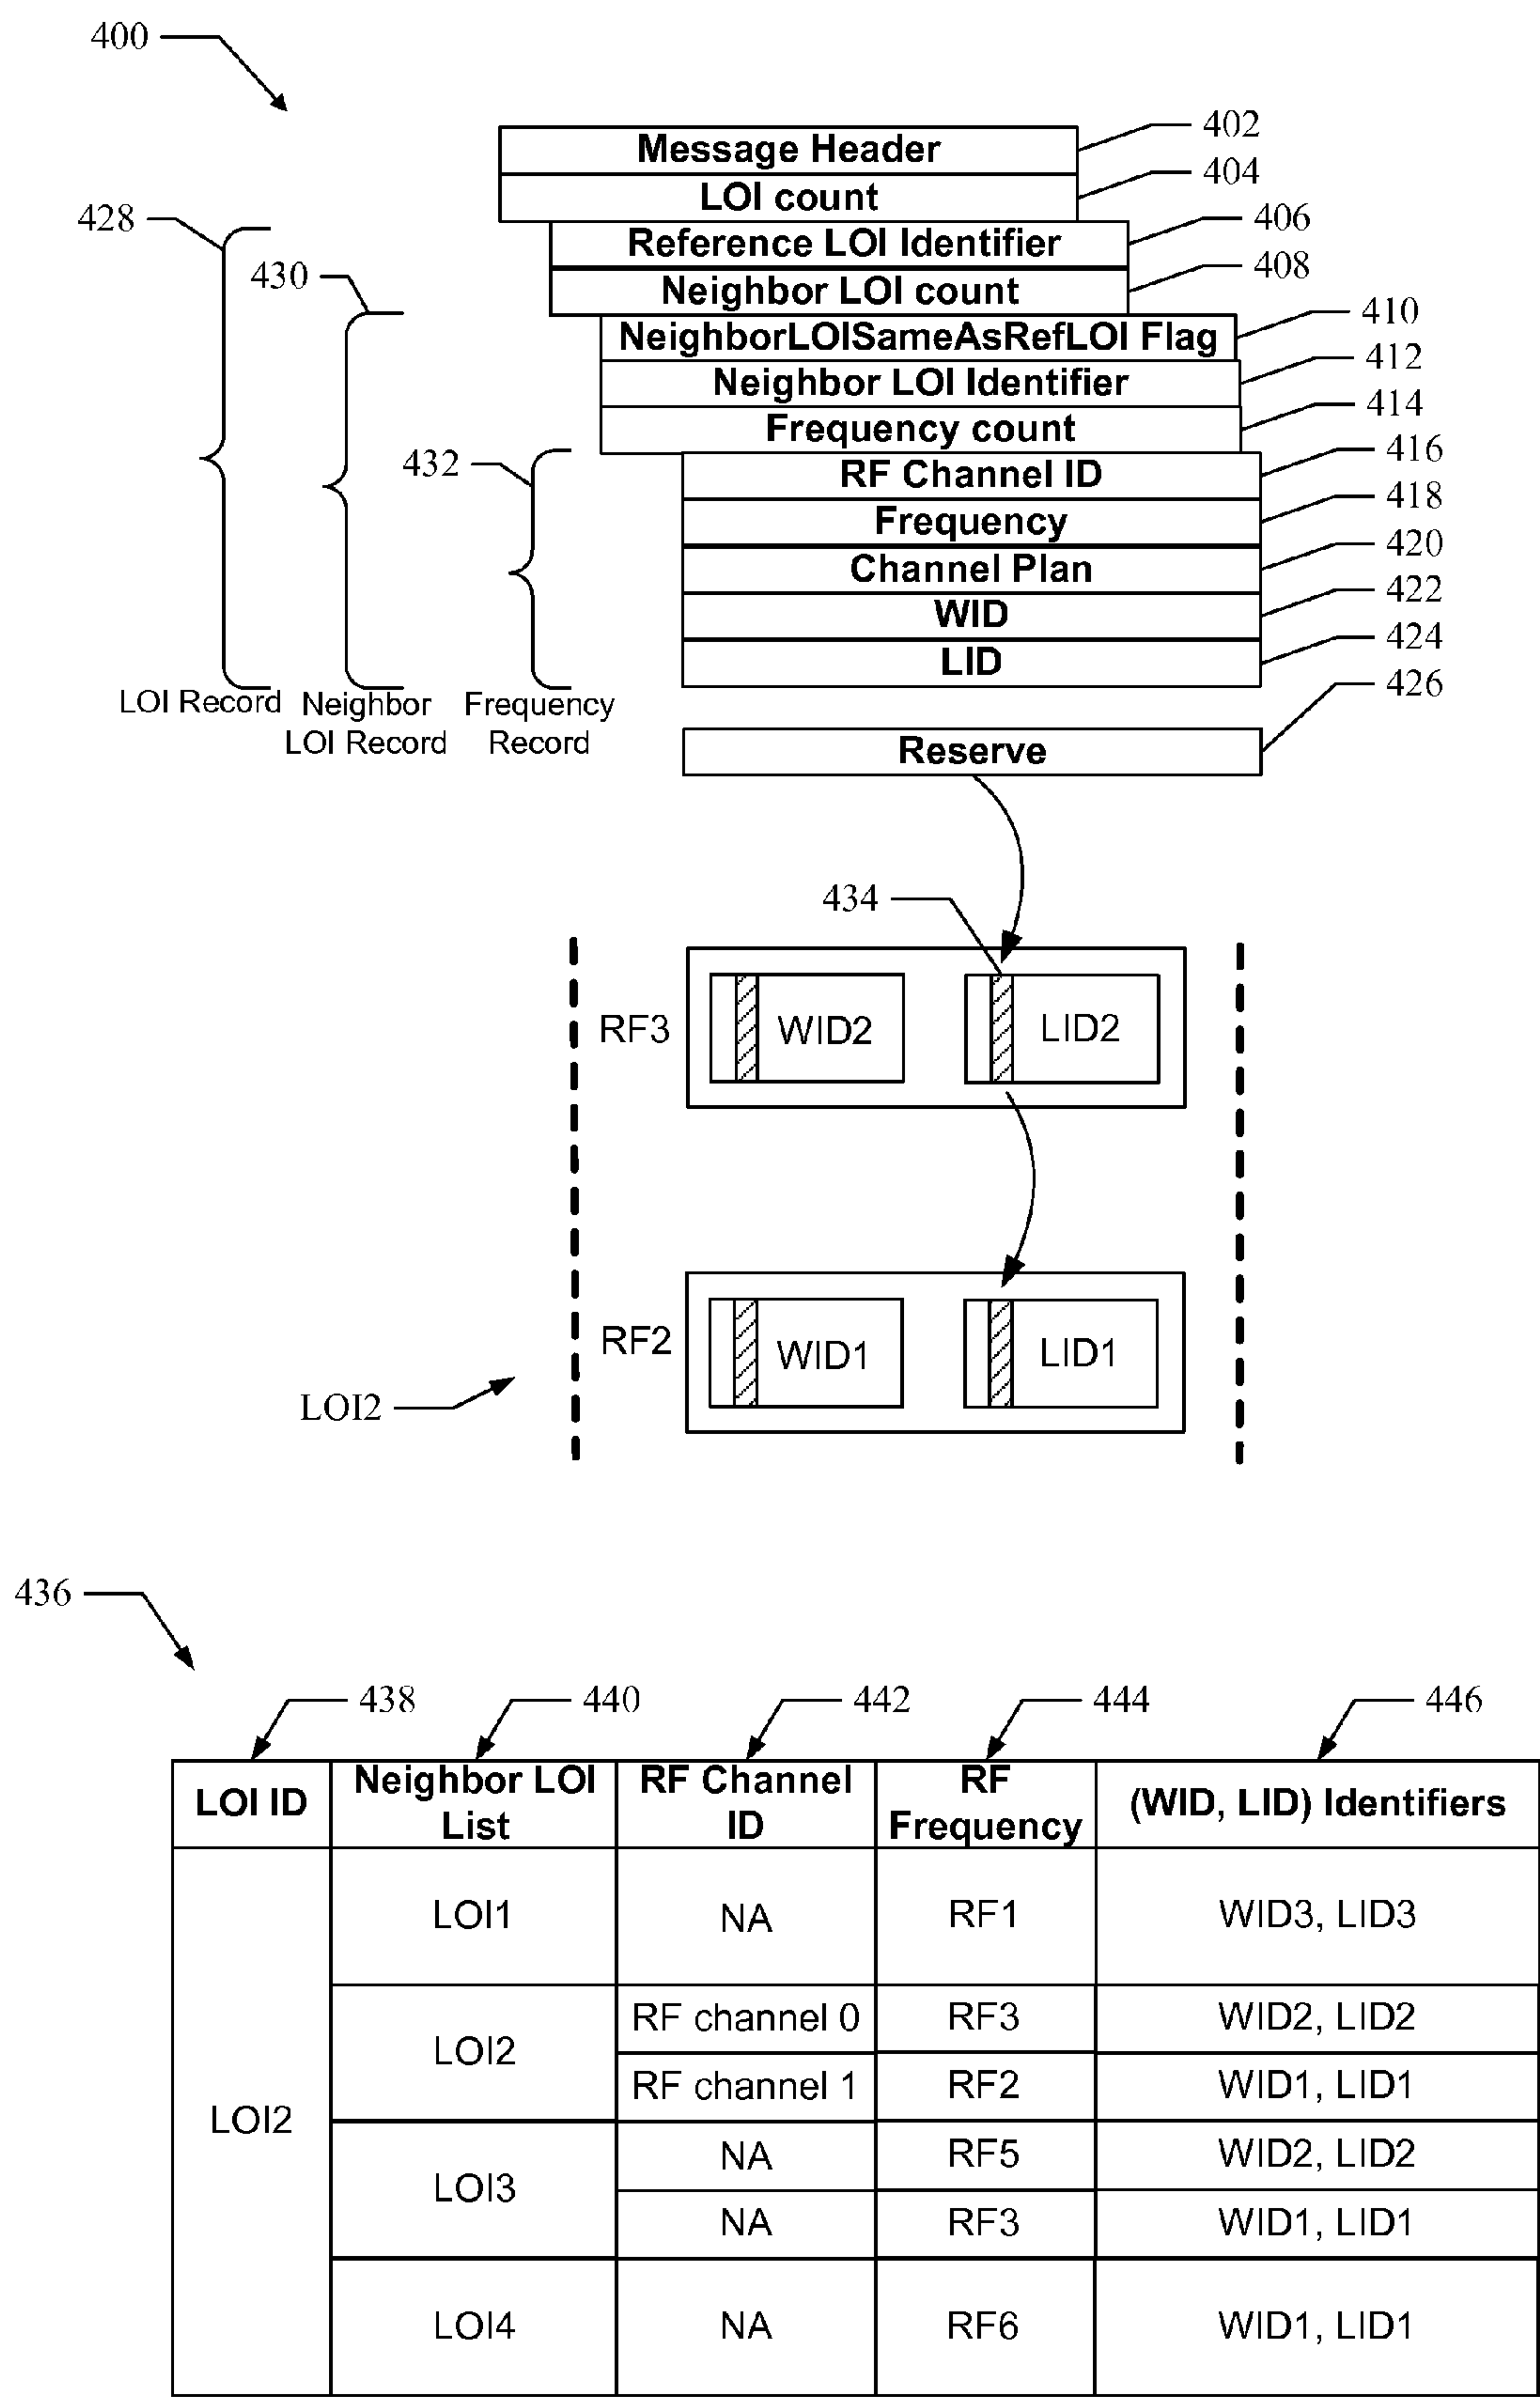 400
Message Header
402
LOI count
404
428
Reference LOI Identifier
406
430
Neighbor LOI count
408
NeighborLOISameAsRefLOI Flag
410
Neighbor LOI Identifier
412
Frequency count
414
432
RF Channel ID
416
Frequency
418
Channel Plan
420
WID
422
LID
424
LOI Record
Neighbor
LOI Record
Frequency
Record
426
Reserve
434
RF3
WID2
LID2
RF2
WID1
LID1
LOI2
436
438
440
442
444
446
LOI ID
Neighbor LOI
List
RF Channel
ID
RF
Frequency
(WID, LID) Identifiers
LOI2
LOI1
NA
RF1
WID3, LID3
LOI2
RF channel 0
RF3
WID2, LID2
RF channel 1
RF2
WID1, LID1
LOI3
NA
RF5
WID2, LID2
NA
RF3
WID1, LID1
LOI4
NA
RF6
WID1, LID1